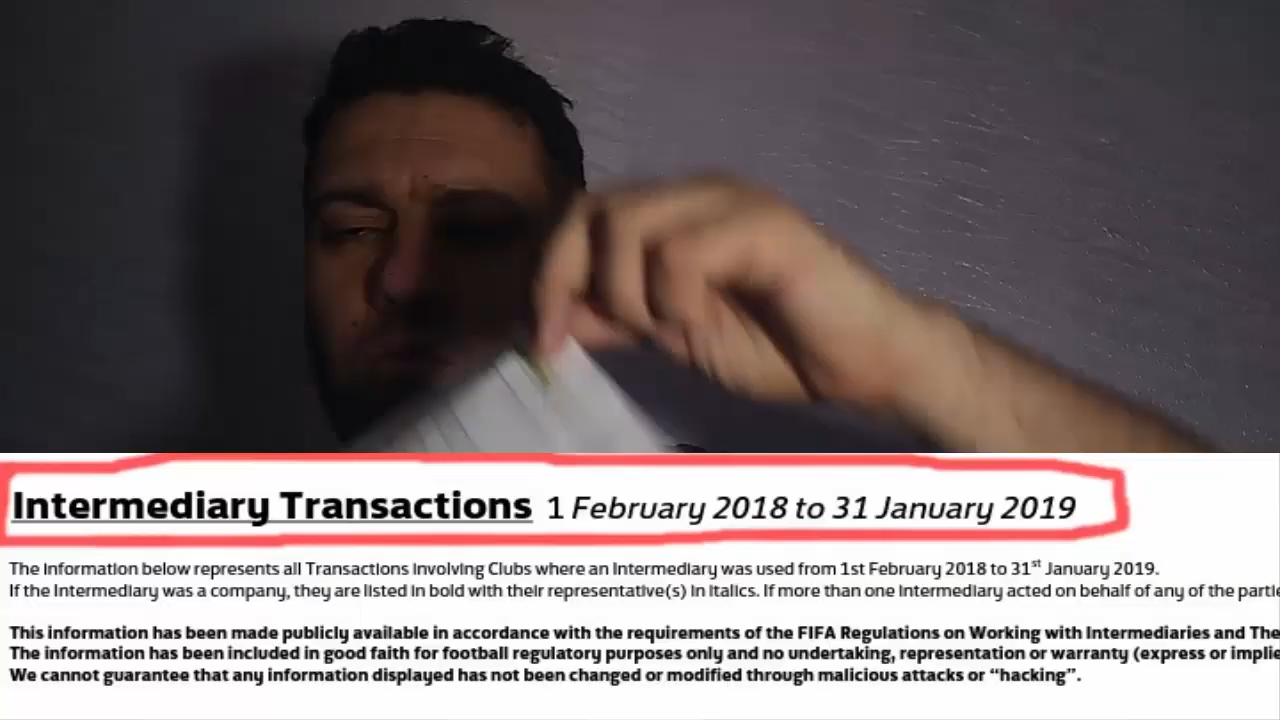 Intermediary Transactions 1 February 2018 to 31 January 2019
The information below represents all Transactions involving Clubs where an Intermediary was used from 1st February 2018 to 31st January 2019.
If the Intermediary was a company, they are listed in bold with their representative(s) in italics. If more than one Intermediary acted on behalf of any of the
This information has been made publicly available in accordance with the requirements of the FIFA Regulations on Working with Intermediaries and The
The information has been included in good faith for football regulatory purposes only and no undertaking, representation or warranty (express or
We cannot guarantee that any information displayed has not been changed or modified through malicious attacks or “hacking”.